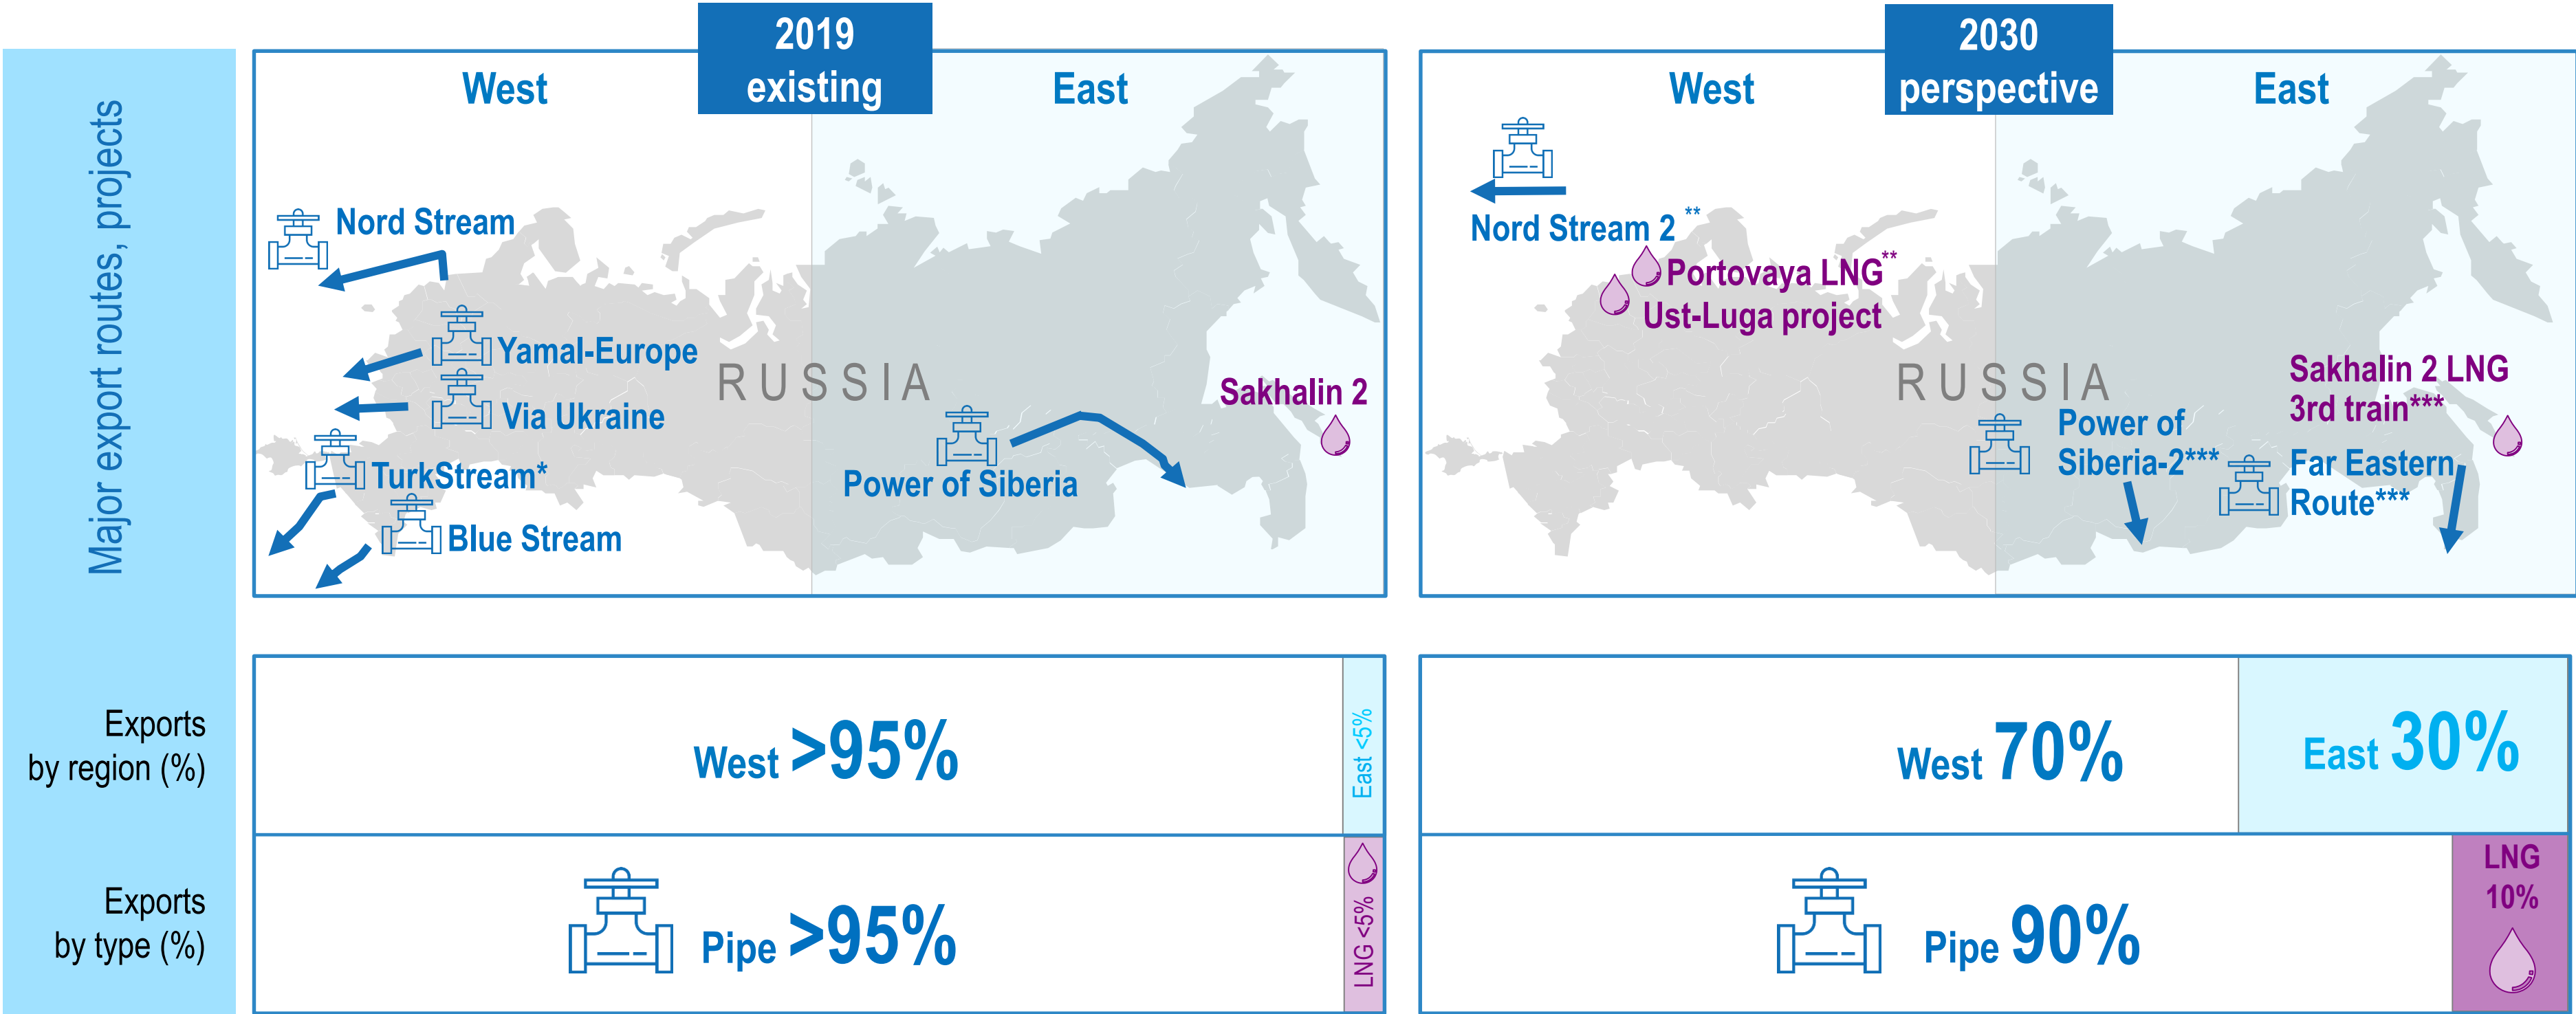 Major export routes, projects
2019
existing
West
East
Nord Stream
Yamal-Europe
Via Ukraine
TurkStream*
Blue Stream
RUSSIA
Power of Siberia
Sakhalin 2
2030
perspective
West
East
Nord Stream 2 **
Portovaya LNG**
Ust-Luga project
RUSSIA
Power of
Siberia-2***
Sakhalin 2 LNG
3rd train***
Far Eastern
Route***
Exports
by region (%)
West >95%
East <5%
West 70%
East 30%
Exports
by type (%)
Pipe >95%
LNG <5%
Pipe 90%
LNG
10%